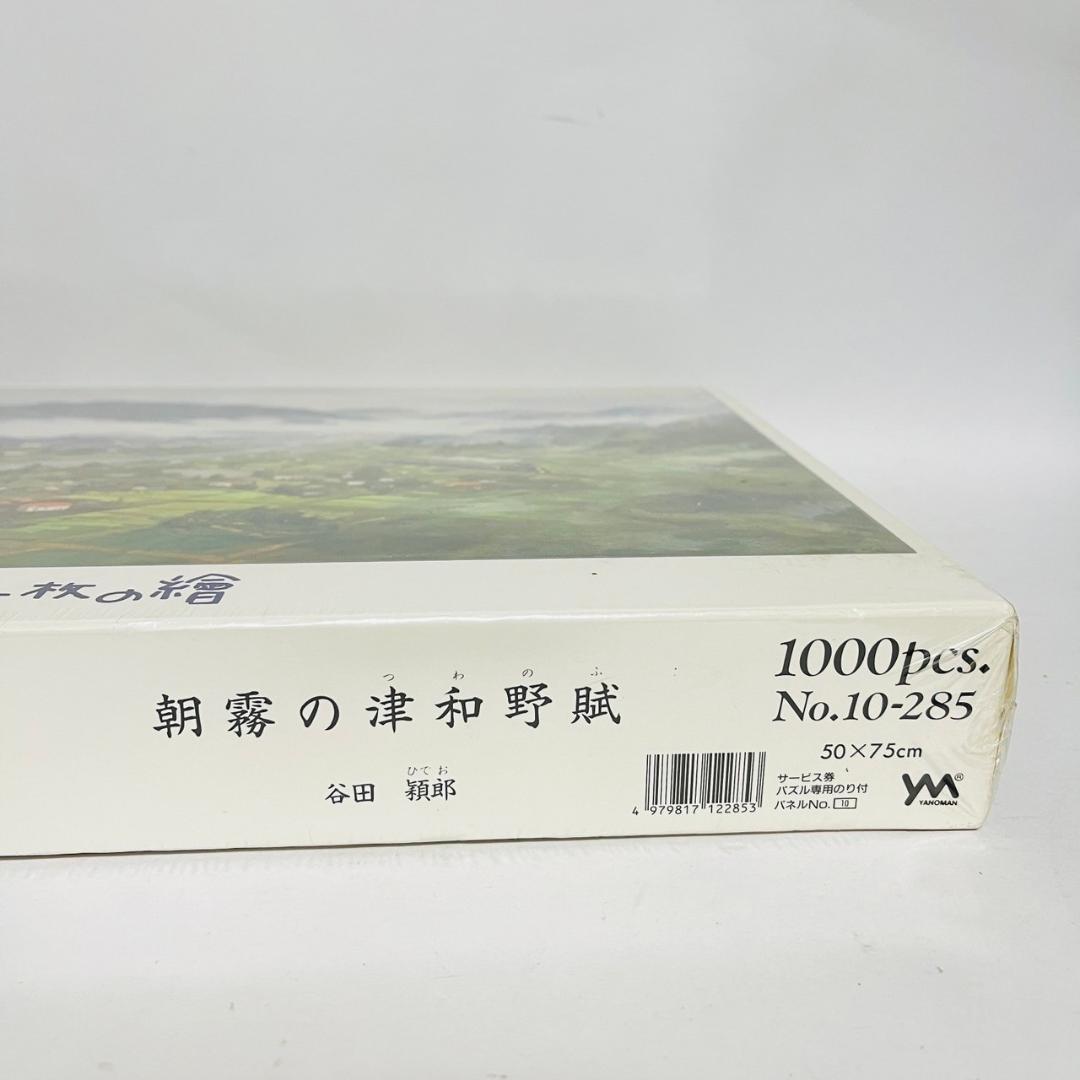 一枚の繪
つわのふ
朝霧の津和野賦
ひでお
谷田 穎郎
1000pcs.
No.10-285
50×75cm
4 979817 122853
サービス券
パズル専用のり付
パネルNo. 10
YM®
YANOMAN